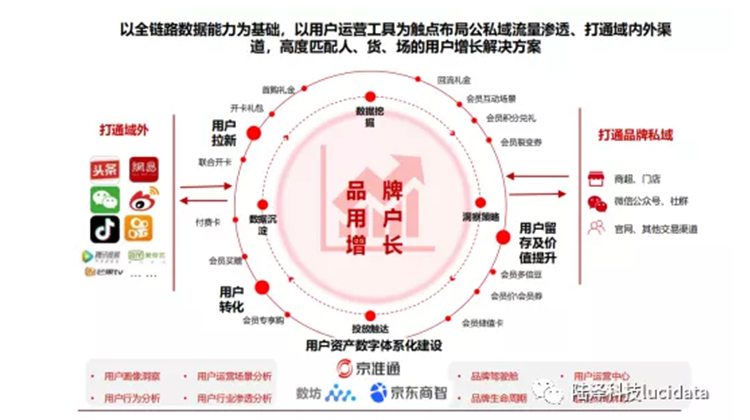 以全链路数据能力为基础，以用户运营工具为触点布局公私域流量渗透、打通域内外渠
道，高度匹配人、货、场的用户增长解决方案
打通域外
头条
網易
腾讯视频
爱奇艺
芒果tv
... ...
首购礼金
开卡礼包
用户
拉新
联合开卡
付费卡
会员买赠
用户
转化
会员专享购
数据挖
掘
数据沉
淀
洞察策略
投放触达
品 牌
用 户
增 长
回流礼金
会员互动场景
会员积分兑礼
会员裂变券
用户留
存及价
值提升
会员多倍豆
会员价\会员券
会员储值卡
打通品牌私域
商超、门店
微信公众号、社群
官网、其他交易渠道
用户资产数字体系化建设
京准通
数坊
京东商智
• 用户画像洞察
• 用户运营场景分析
• 用户行为分析
• 用户行业渗透分析
• 品牌驾驶舱
• 用户运营中心
• 品牌生命周期
陆泽科技lucidata